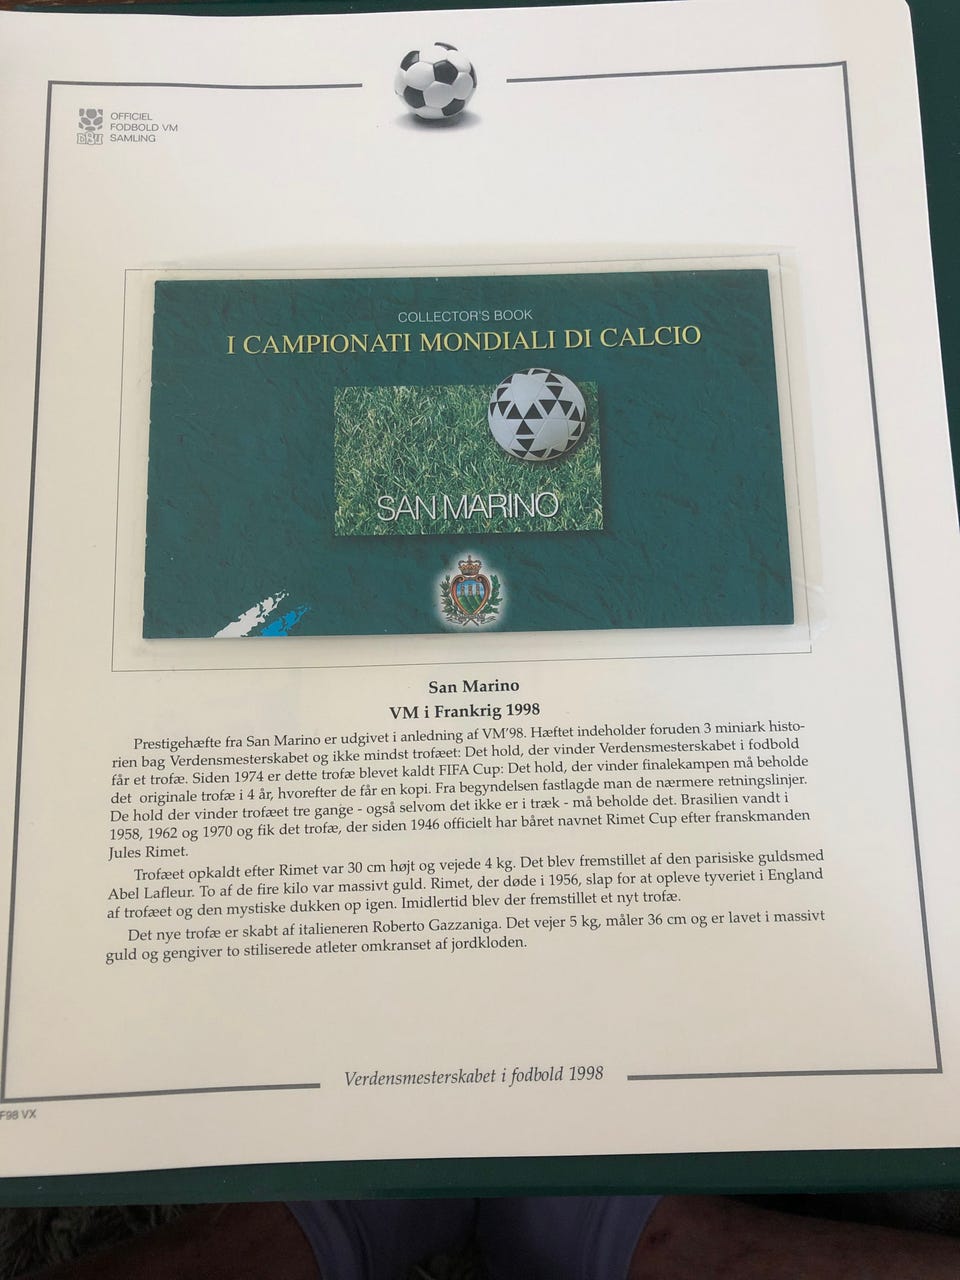 OFFICIEL
FODBOLD VM
SAMLING
DBU
COLLECTOR'S BOOK
I CAMPIONATI MONDIALI DI CALCIO
SAN MARINO
San Marino
VM i Frankrig 1998
Prestigehæfte fra San Marino er udgivet i anledning af VM'98. Hæftet indeholder foruden 3 miniark histo-
rien bag Verdensmesterskabet og ikke mindst trofæet: Det hold, der vinder Verdensmesterskabet i fodbold
får et trofæ. Siden 1974 er dette trofæ blevet kaldt FIFA Cup: Det hold, der vinder finalekampen må beholde
det originale trofæ i 4 år, hvorefter de får en kopi. Fra begyndelsen fastlagde man de nærmere retningslinjer.
De hold der vinder trofæet tre gange - også selvom det ikke er i træk - må beholde det. Brasilien vandt i
1958, 1962 og 1970 og fik det trofæ, der siden 1946 officielt har båret navnet Rimet Cup efter franskmanden
Jules Rimet.
Trofæet opkaldt efter Rimet var 30 cm højt og vejede 4 kg. Det blev fremstillet af den parisiske guldsmed
Abel Lafleur. To af de fire kilo var massivt guld. Rimet, der døde i 1956, slap for at opleve tyveriet i England
af trofæet og den mystiske dukken op igen. Imidlertid blev der fremstillet et nyt trofæ.
Det nye trofæ er skabt af italieneren Roberto Gazzaniga. Det vejer 5 kg, måler 36 cm og er lavet i massivt
guld og gengiver to stiliserede atleter omkranset af jordkloden.
Verdensmesterskabet i fodbold 1998
F98 VX